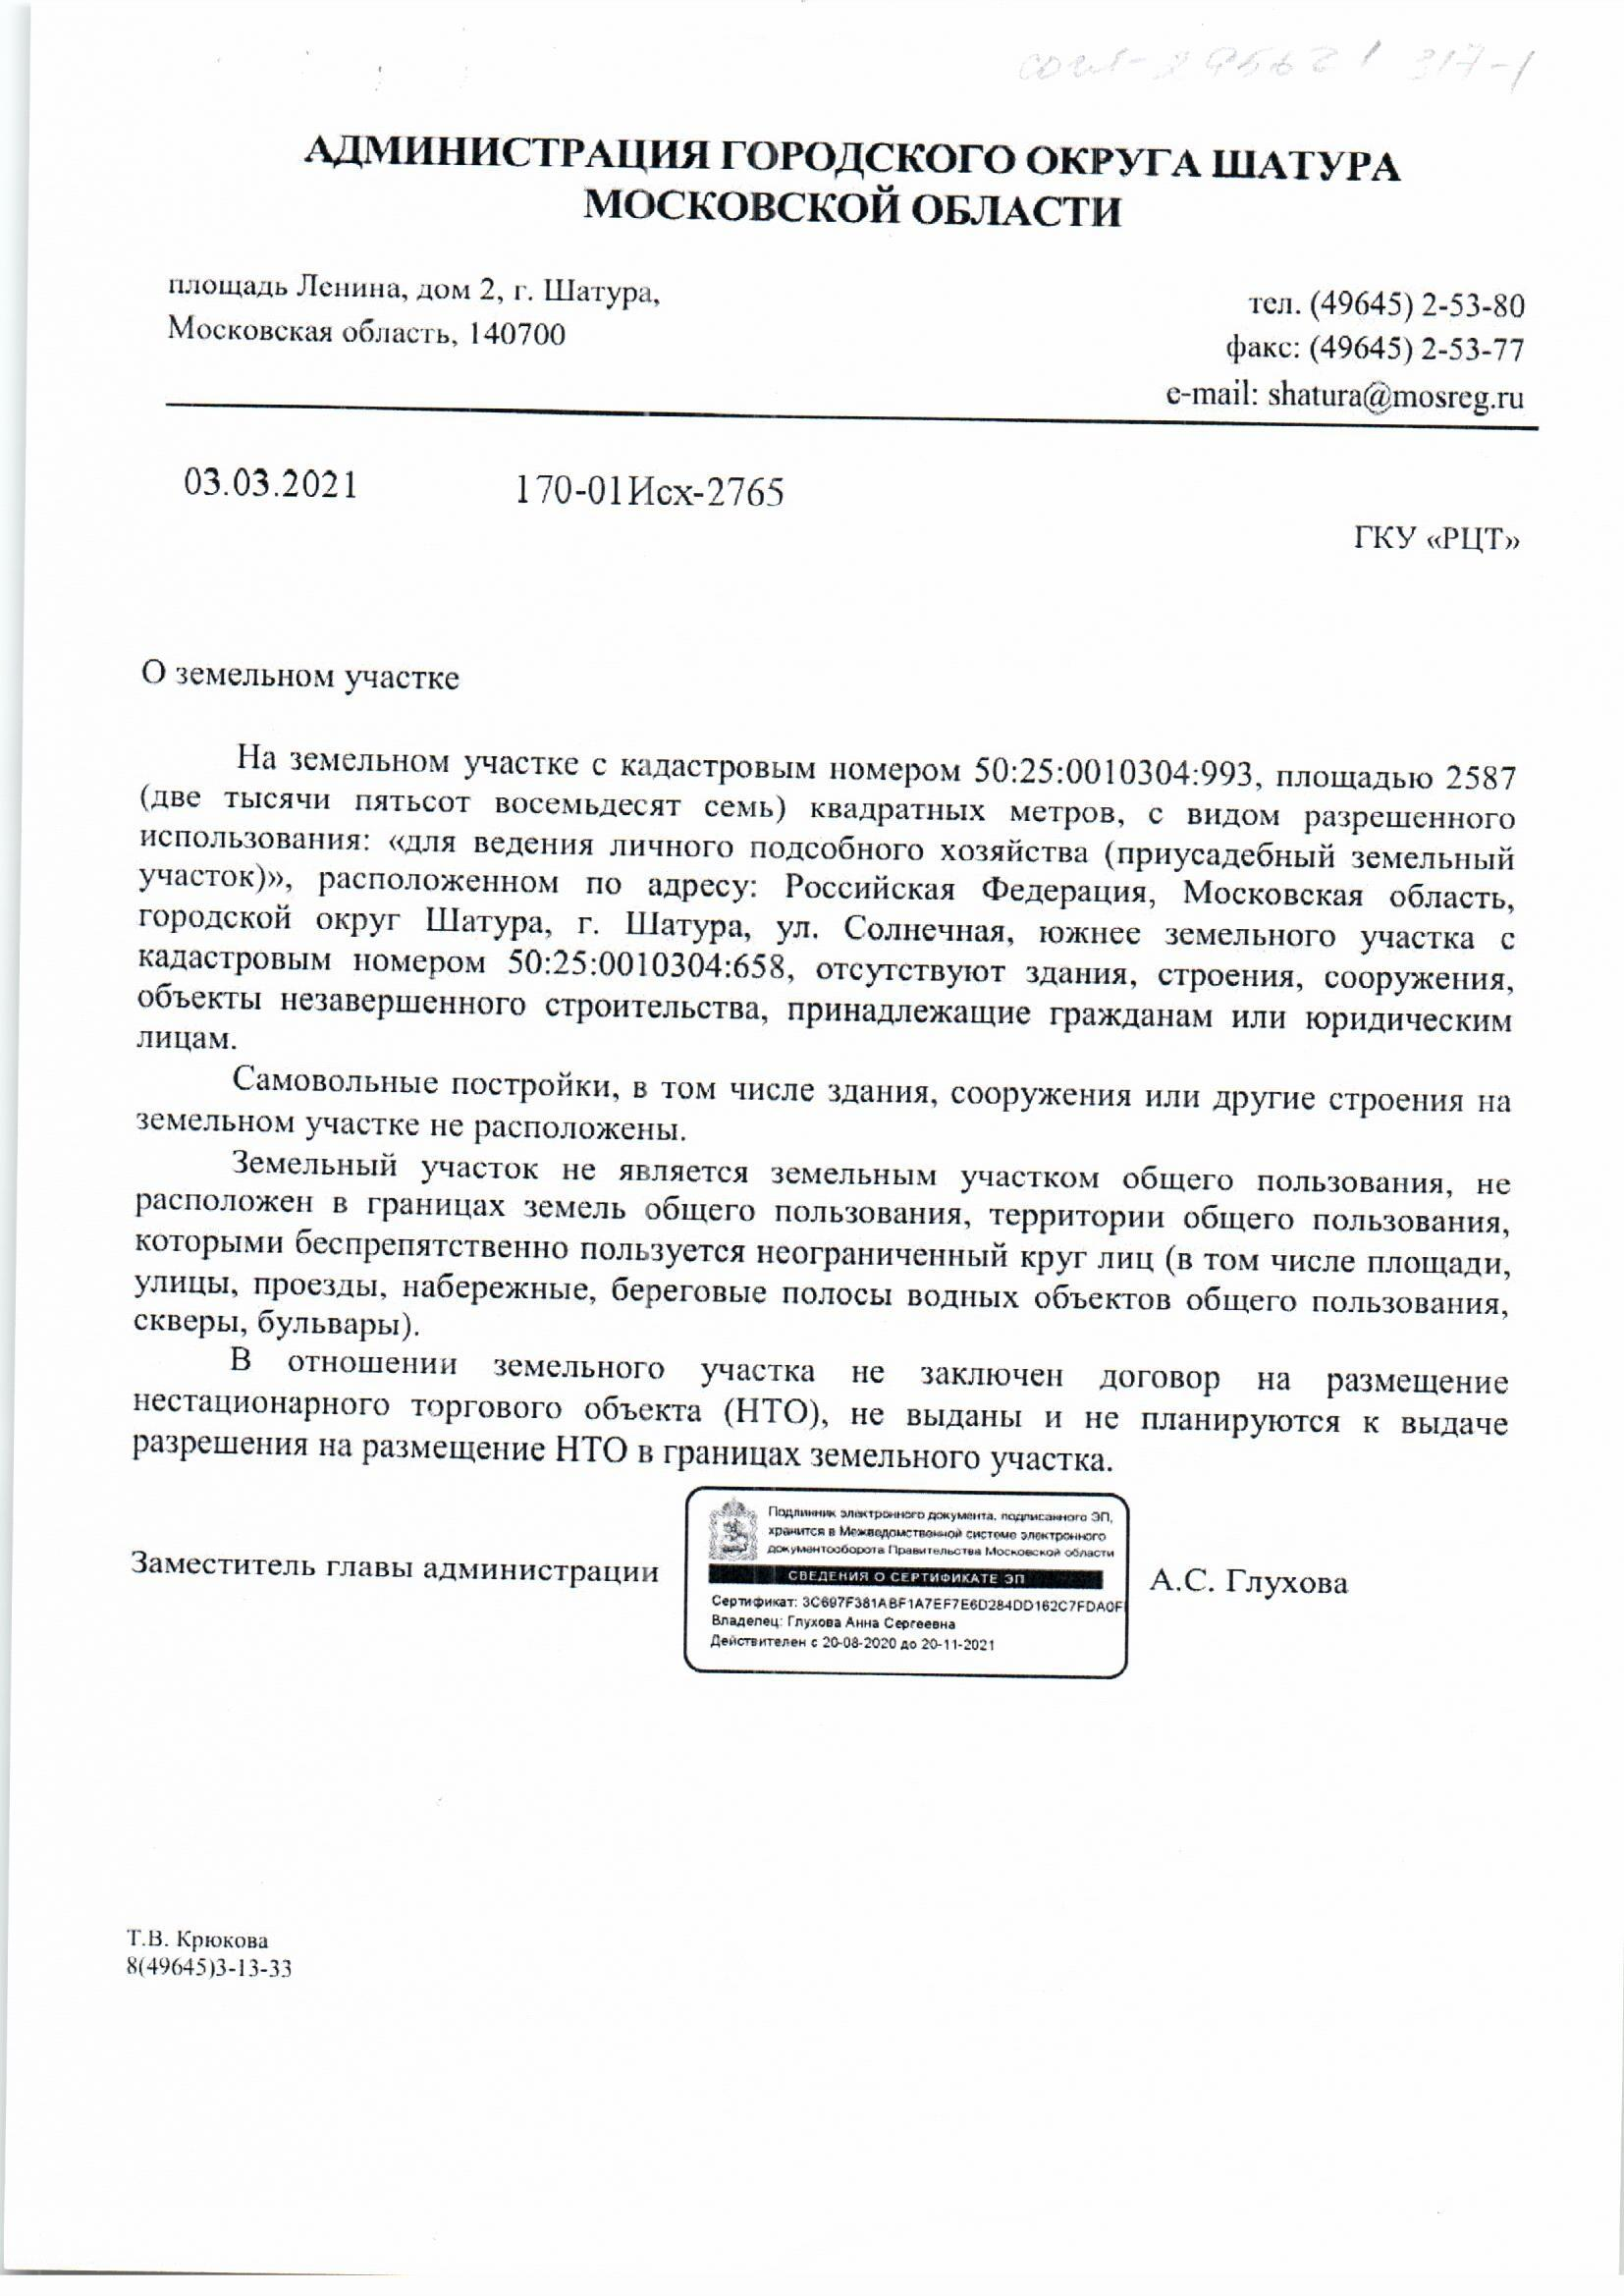 АДМИНИСТРАЦИЯ ГОРОДСКОГО ОКРУГА ШАТУРА
МОСКОВСКОЙ ОБЛАСТИ
площадь Ленина, дом 2, г. Шатура,
Московская область, 140700
тел. (49645) 2-53-80
факс: (49645) 2-53-77
e-mail: shatura@mosreg.ru
03.03.2021 170-01Исх-2765
ГКУ «РЦТ»
О земельном участке
На земельном участке с кадастровым номером 50:25:0010304:993, площадью 2587
(две тысячи пятьсот восемьдесят семь) квадратных метров, с видом разрешенного
использования: «для ведения личного подсобного хозяйства (приусадебный земельный
участок)», расположенном по адресу: Российская Федерация, Московская область,
городской округ Шатура, г. Шатура, ул. Солнечная, южнее земельного участка с
кадастровым номером 50:25:0010304:658, отсутствуют здания, строения, сооружения,
объекты незавершенного строительства, принадлежащие гражданам или юридическим
лицам.
Самовольные постройки, в том числе здания, сооружения или другие строения на
земельном участке не расположены.
Земельный участок не является земельным участком общего пользования, не
расположен в границах земель общего пользования, территории общего пользования,
которыми беспрепятственно пользуется неограниченный круг лиц (в том числе площади,
улицы, проезды, набережные, береговые полосы водных объектов общего пользования,
скверы, бульвары).
В отношении земельного участка не заключен договор на размещение
нестационарного торгового объекта (НТО), не выданы и не планируются к выдаче
разрешения на размещение НТО в границах земельного участка.
Подлинник электронного документа, подписанного ЭП,
хранится в Межведомственной системе электронного
документооборота Правительства Московской области
СВЕДЕНИЯ О СЕРТИФИКАТЕ ЭП
Сертификат: 3C697F381ABF1A7EF7E6D284DD162C7FDA0F
Владелец: Глухова Анна Сергеевна
Действителен с 20-08-2020 до 20-11-2021
Заместитель главы администрации А.С. Глухова
Т.В. Крюкова
8(49645)3-13-33